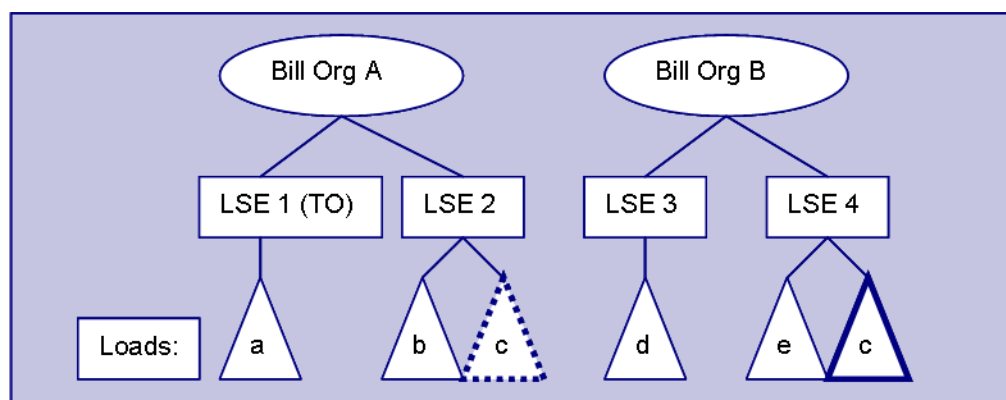 Bill Org A
Bill Org B
LSE 1 (TO)
LSE 2
LSE 3
LSE 4
Loads:
a
b
c
d
e
c